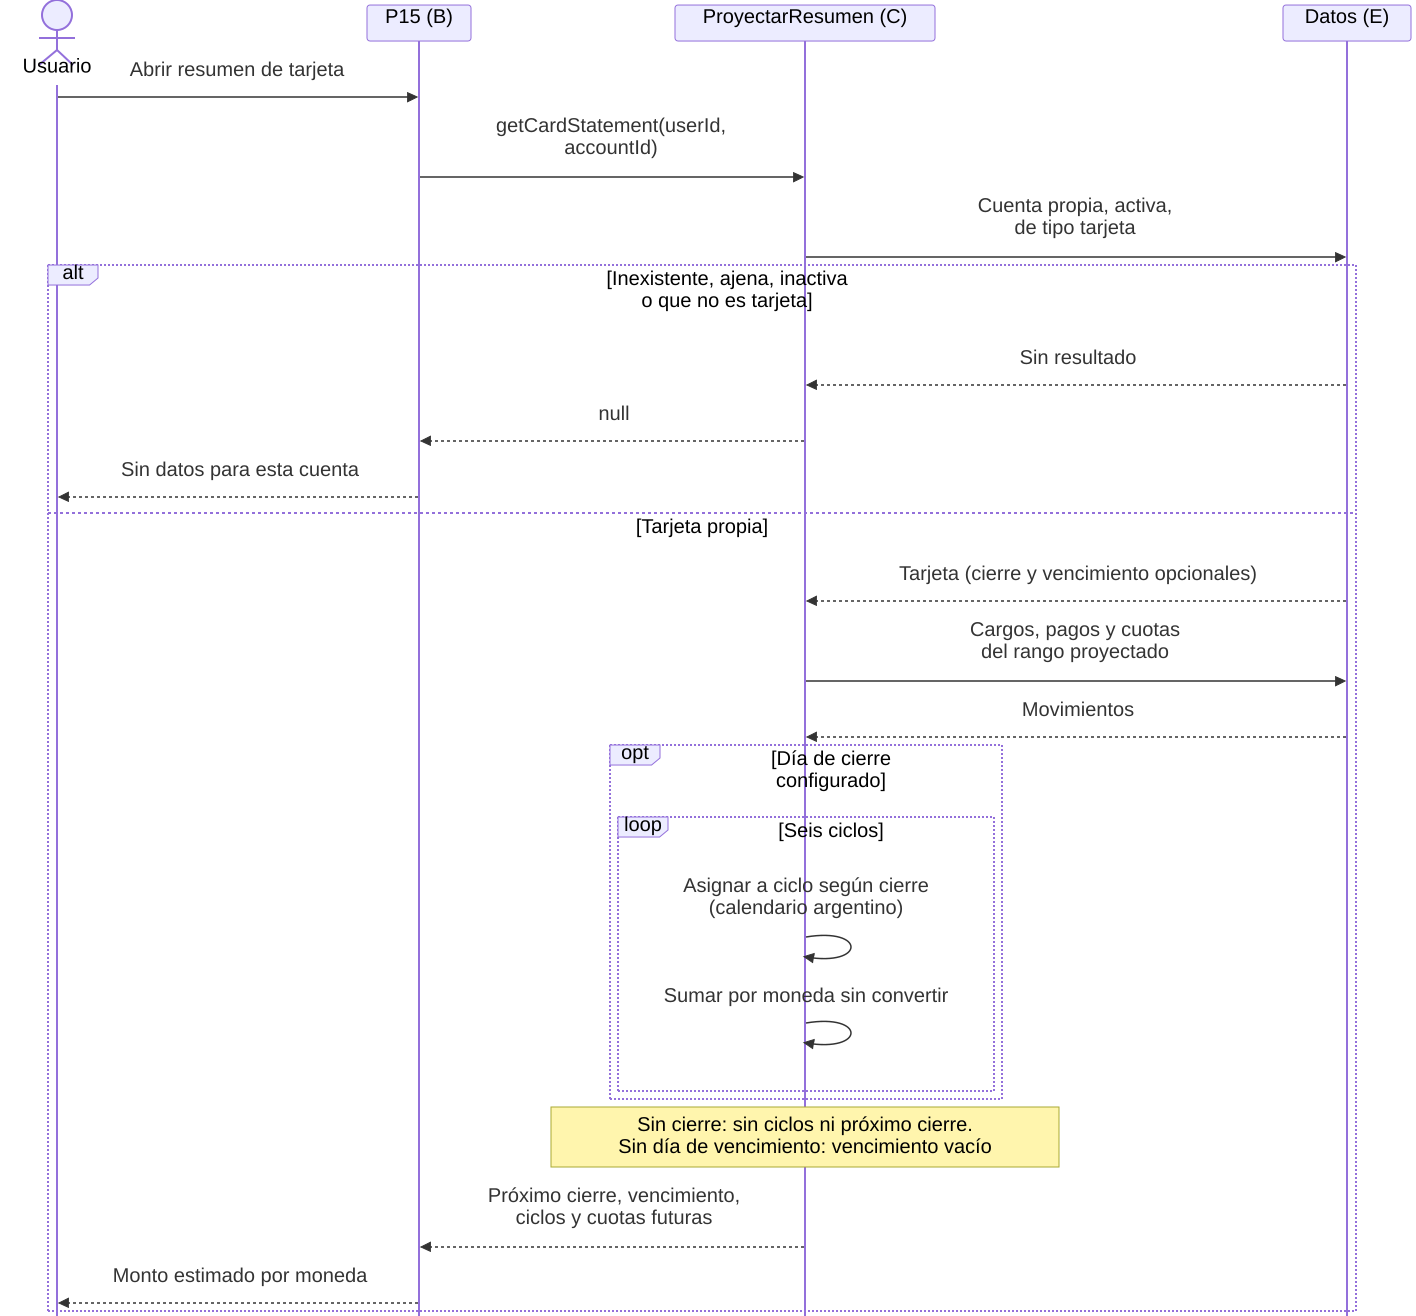 P15 (B)
ProyectarResumen (C)
Datos (E)
Usuario
Abrir resumen de tarjeta
getCardStatement(userId,
accountId)
Cuenta propia, activa,
de tipo tarjeta
alt
[Inexistente, ajena, inactiva
o que no es tarjeta]
Sin resultado
null
Sin datos para esta cuenta
[Tarjeta propia]
Tarjeta (cierre y vencimiento opcionales)
Cargos, pagos y cuotas
del rango proyectado
Movimientos
opt
[Día de cierre
configurado]
loop
[Seis ciclos]
Asignar a ciclo según cierre
(calendario argentino)
Sumar por moneda sin convertir
Sin cierre: sin ciclos ni próximo cierre.
Sin día de vencimiento: vencimiento vacío
Próximo cierre, vencimiento,
ciclos y cuotas futuras
Monto estimado por moneda